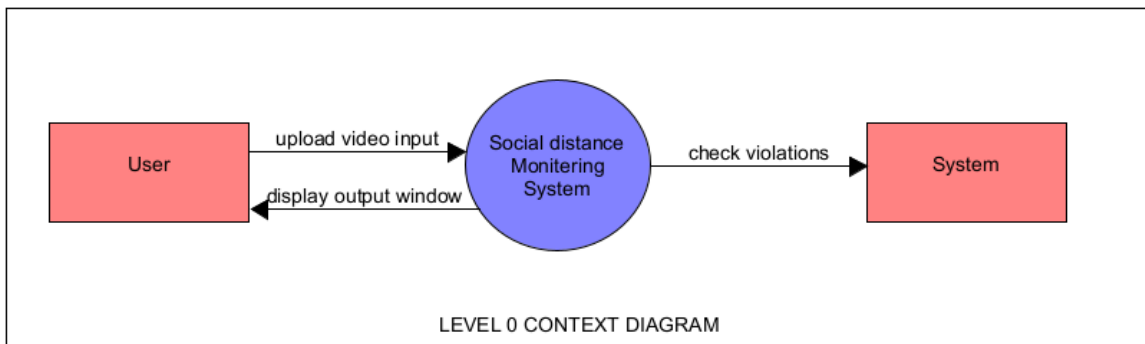 User
upload video input
display output window
Social distance
Monitering
System
check violations
System
LEVEL 0 CONTEXT DIAGRAM